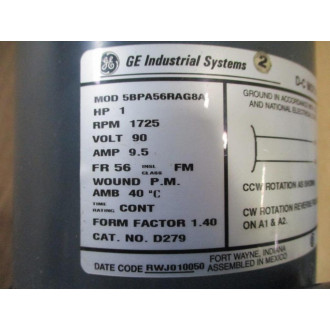 GE Industrial Systems 2
D-C MO
MOD 5BPA56RAG8A
HP 1
RPM 1725
VOLT 90
AMP 9.5
FR 56 INSL. CLASS FM
WOUND P.M.
AMB 40 °C
TIME RATING CONT
FORM FACTOR 1.40
CAT. NO. D279
DATE CODE RWJ010050
GROUND IN ACCORDANCE
AND NATIONAL ELECTRICAL
CCW ROTATION AS SHOWN
CW ROTATION REVERSE
ON A1 & A2.
FORT WAYNE, INDIANA
ASSEMBLED IN MEXICO